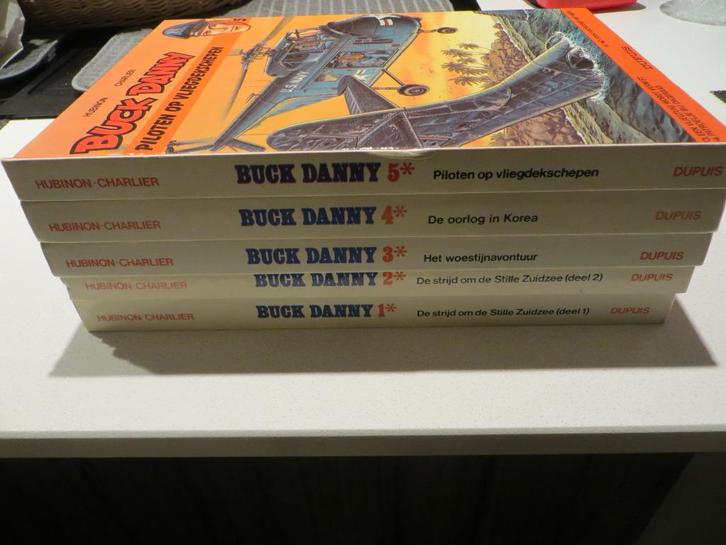 HUBINON CHARLIER 5
BUCK DANNY
PILOTEN OP VLIEGDEKSCHEPEN
DUPUIS
HUBINON-CHARLIER BUCK DANNY 5* Piloten op vliegdekschepen DUPUIS
HUBINON-CHARLIER BUCK DANNY 4* De oorlog in Korea DUPUIS
HUBINON-CHARLIER BUCK DANNY 3* Het woestijnavontuur DUPUIS
HUBINON-CHARLIER BUCK DANNY 2* De strijd om de Stille Zuidzee (deel 2) DUPUIS
HUBINON-CHARLIER BUCK DANNY 1* De strijd om de Stille Zuidzee (deel 1) DUPUIS